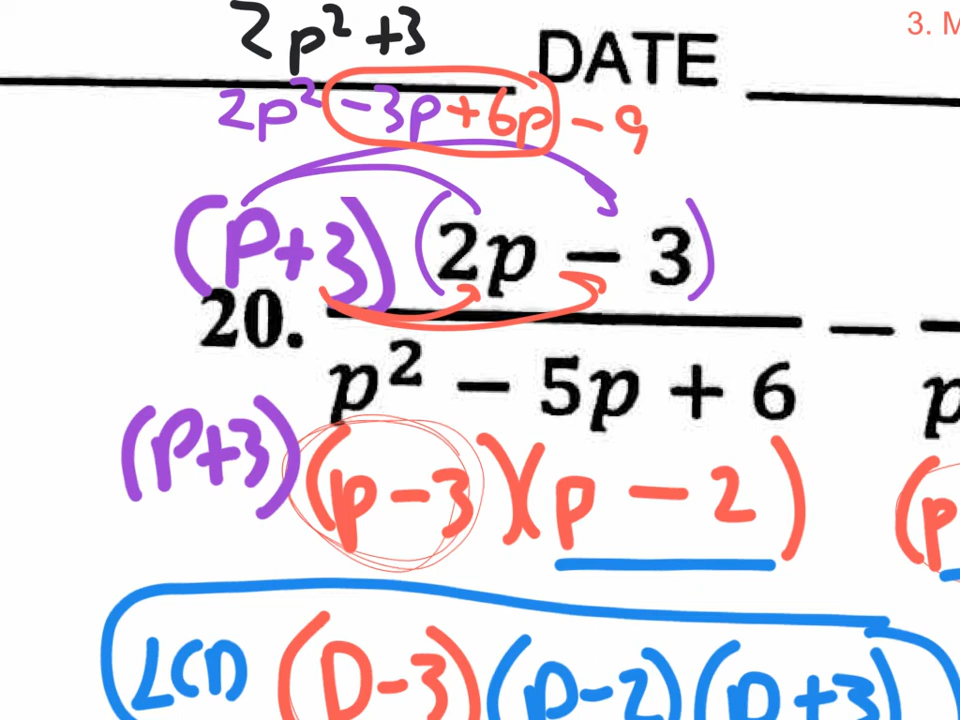 3. M
2p² + 3
DATE
2p² - 3p + 6p - 9
(p+3) (2p - 3)
20. —
p² - 5p + 6 p
(p+3) (p-3)(p-2) (p
LCD (p-3)(p-2)(p+3)